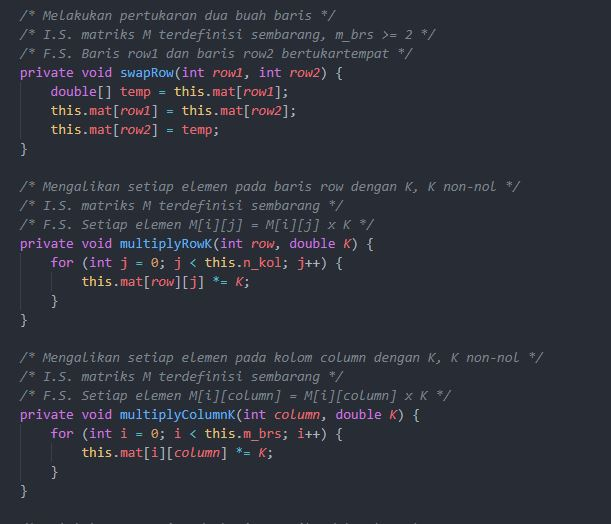 /* Melakukan pertukaran dua buah baris */
/* I.S. matriks M terdefinisi sembarang, m_brs >= 2 */
/* F.S. Baris row1 dan baris row2 bertukartempat */
private void swapRow(int row1, int row2) {
    double[] temp = this.mat[row1];
    this.mat[row1] = this.mat[row2];
    this.mat[row2] = temp;
}

/* Mengalikan setiap elemen pada baris row dengan K, K non-nol */
/* I.S. matriks M terdefinisi sembarang */
/* F.S. Setiap elemen M[i][j] = M[i][j] x K */
private void multiplyRowK(int row, double K) {
    for (int j = 0; j < this.n_kol; j++) {
        this.mat[row][j] *= K;
    }
}

/* Mengalikan setiap elemen pada kolom column dengan K, K non-nol */
/* I.S. matriks M terdefinisi sembarang */
/* F.S. Setiap elemen M[i][column] = M[i][column] x K */
private void multiplyColumnK(int column, double K) {
    for (int i = 0; i < this.m_brs; i++) {
        this.mat[i][column] *= K;
    }
}